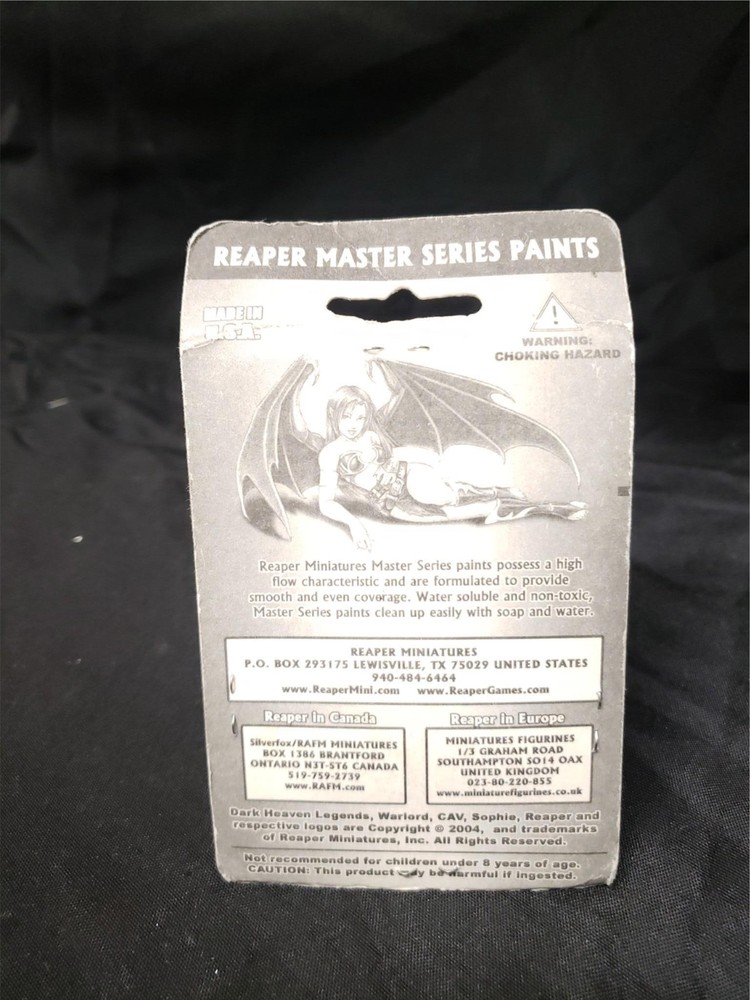 REAPER MASTER SERIES PAINTS
MADE IN
U.S.A.
WARNING:
CHOKING HAZARD
Reaper Miniatures Master Series paints possess a high
flow characteristic and are formulated to provide
smooth and even coverage. Water soluble and non-toxic,
Master Series paints clean up easily with soap and water.
REAPER MINIATURES
P.O. BOX 293175 LEWISVILLE, TX 75029 UNITED STATES
940-484-6464
www.ReaperMini.com www.ReaperGames.com
Reaper In Canada
Silverfox/RAFM MINIATURES
BOX 1386 BRANTFORD
ONTARIO N3T-5T6 CANADA
519-759-2739
www.RAFM.com
Reaper In Europe
MINIATURES FIGURINES
1/3 GRAHAM ROAD
SOUTHAMPTON SO14 OAX
UNITED KINGDOM
023-80-220-855
www.miniaturefigurines.co.uk
Dark Heaven Legends, Warlord, CAV, Sophie, Reaper and
respective logos are Copyright © 2004, and trademarks
of Reaper Miniatures, Inc. All Rights Reserved.
Not recommended for children under 8 years of age.
CAUTION: This product may be harmful if ingested.